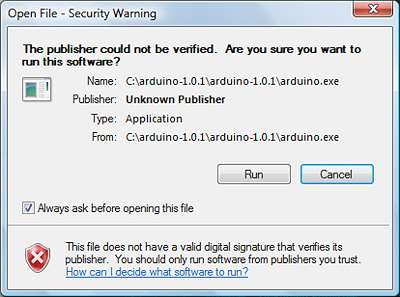 Open File - Security Warning
The publisher could not be verified.  Are you sure you want to
run this software?
Name: C:\arduino-1.0.1\arduino-1.0.1\arduino.exe
Publisher: Unknown Publisher
Type: Application
From: C:\arduino-1.0.1\arduino-1.0.1\arduino.exe
Run Cancel
Always ask before opening this file
This file does not have a valid digital signature that verifies its
publisher.  You should only run software from publishers you trust.
How can I decide what software to run?